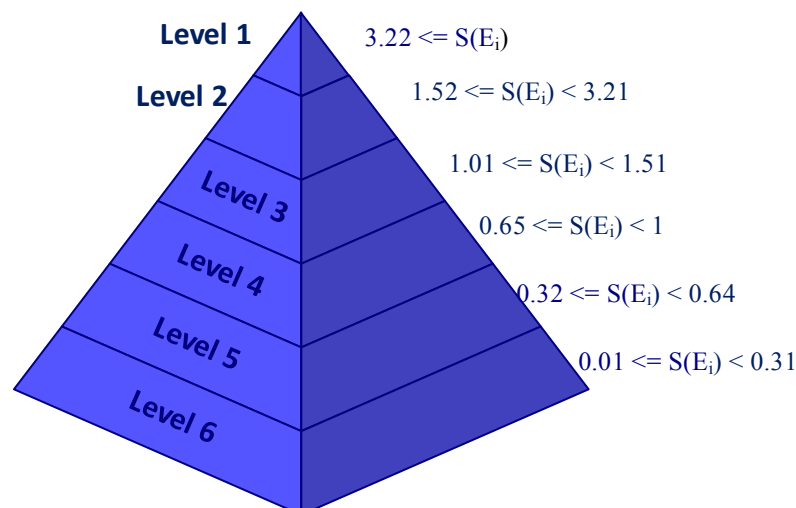 Level 1
3.22 <= S(Ei)
Level 2
1.52 <= S(Ei) < 3.21
Level 3
1.01 <= S(Ei) < 1.51
Level 4
0.65 <= S(Ei) < 1
Level 5
0.32 <= S(Ei) < 0.64
Level 6
0.01 <= S(Ei) < 0.31